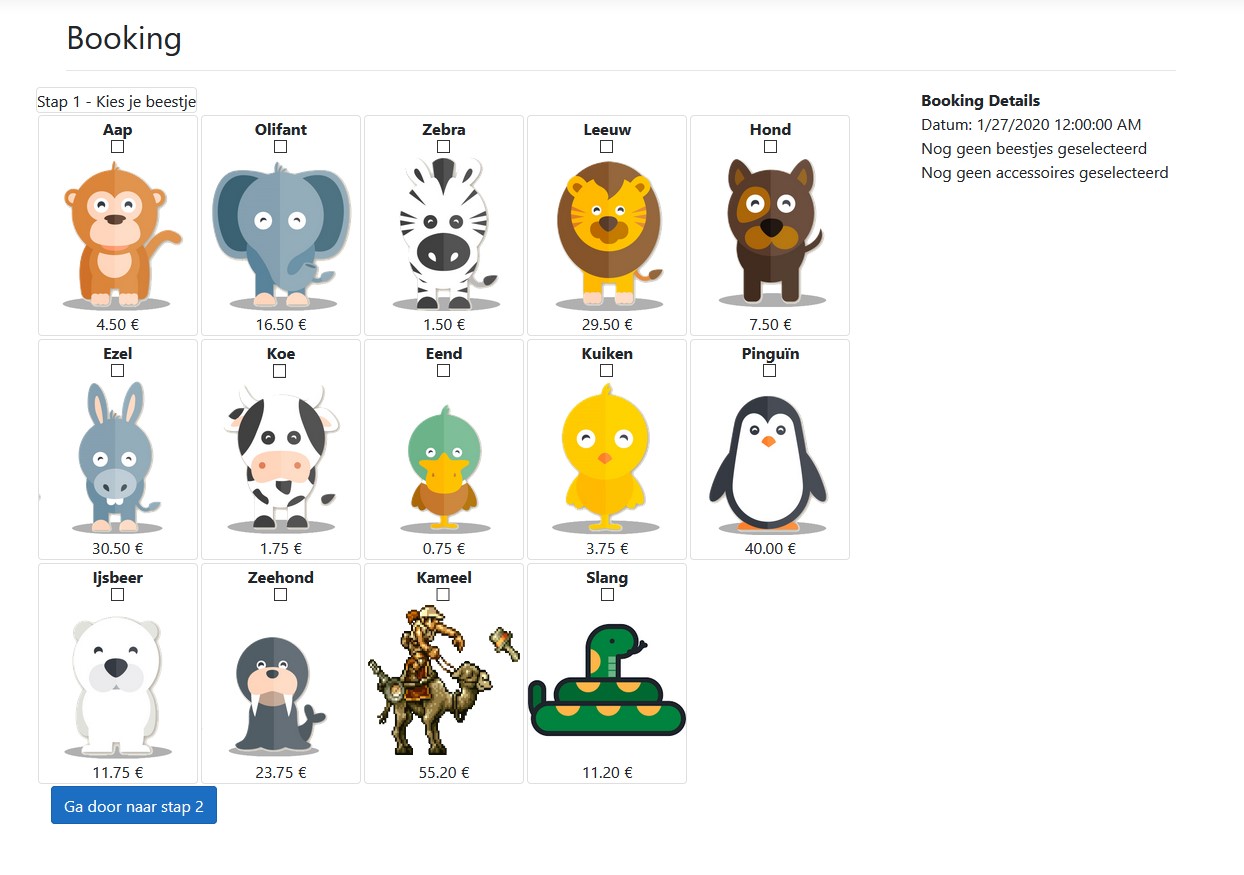 Booking
Stap 1 - Kies je beestje
Aap
Olifant
Zebra
Leeuw
Hond
4.50 €
16.50 €
1.50 €
29.50 €
7.50 €
Ezel
Koe
Eend
Kuiken
Pinguïn
30.50 €
1.75 €
0.75 €
3.75 €
40.00 €
Ijsbeer
Zeehond
Kameel
Slang
11.75 €
23.75 €
55.20 €
11.20 €
Ga door naar stap 2
Booking Details
Datum: 1/27/2020 12:00:00 AM
Nog geen beestjes geselecteerd
Nog geen accessoires geselecteerd